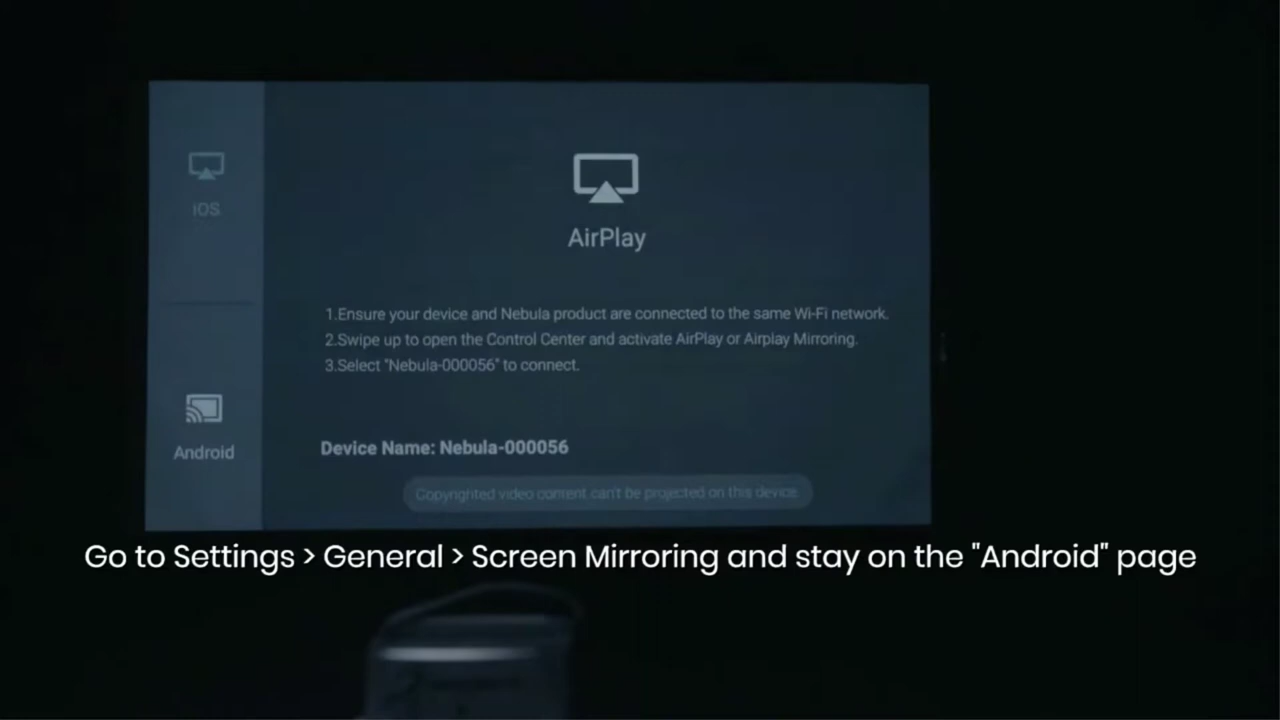 iOS
AirPlay
1.Ensure your device and Nebula product are connected to the same Wi-Fi network.
2.Swipe up to open the Control Center and activate AirPlay or Airplay Mirroring.
3.Select "Nebula-000056" to connect.
Android
Device Name: Nebula-000056
Copyrighted video content can't be projected on this device
Go to Settings > General > Screen Mirroring and stay on the "Android" page